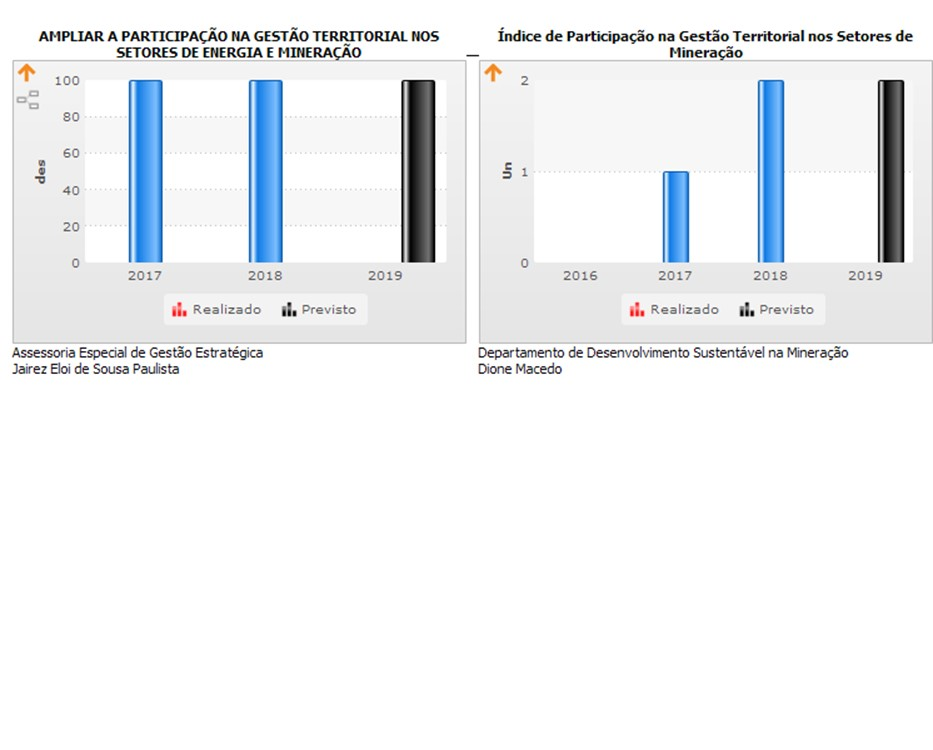 AMPLIAR A PARTICIPAÇÃO NA GESTÃO TERRITORIAL NOS
SETORES DE ENERGIA E MINERAÇÃO
100
80
60
40
20
0
des
2017 2018 2019
Realizado Previsto
Assessoria Especial de Gestão Estratégica
Jairez Eloi de Sousa Paulista
Índice de Participação na Gestão Territorial nos Setores de
Mineração
2
1
0
Un
2016 2017 2018 2019
Realizado Previsto
Departamento de Desenvolvimento Sustentável na Mineração
Dione Macedo